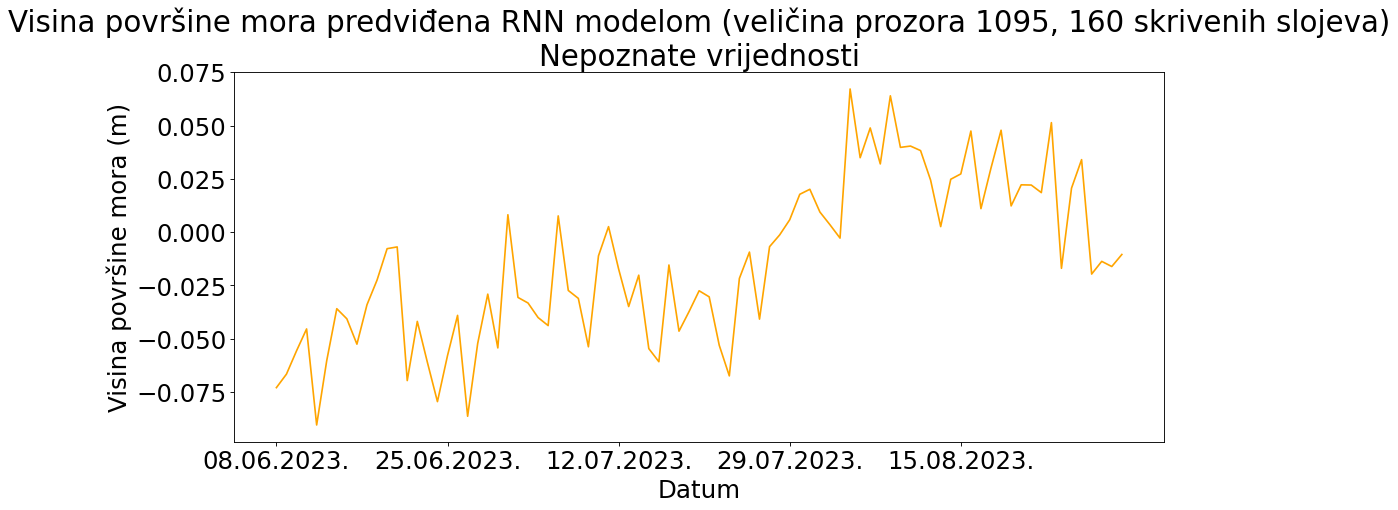 Visina površine mora predviđena RNN modelom (veličina prozora 1095, 160 skrivenih slojeva)
Nepoznate vrijednosti
Visina površine mora (m)
0.075
0.050
0.025
0.000
−0.025
−0.050
−0.075
08.06.2023. 25.06.2023. 12.07.2023. 29.07.2023. 15.08.2023.
Datum